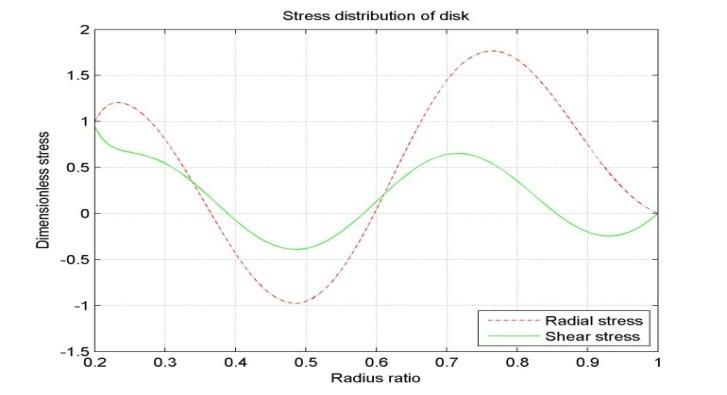 Stress distribution of disk
2
1.5
1
0.5
0
-0.5
-1
-1.5
Dimensionless stress
0.2 0.3 0.4 0.5 0.6 0.7 0.8 0.9 1
Radius ratio
Radial stress
Shear stress